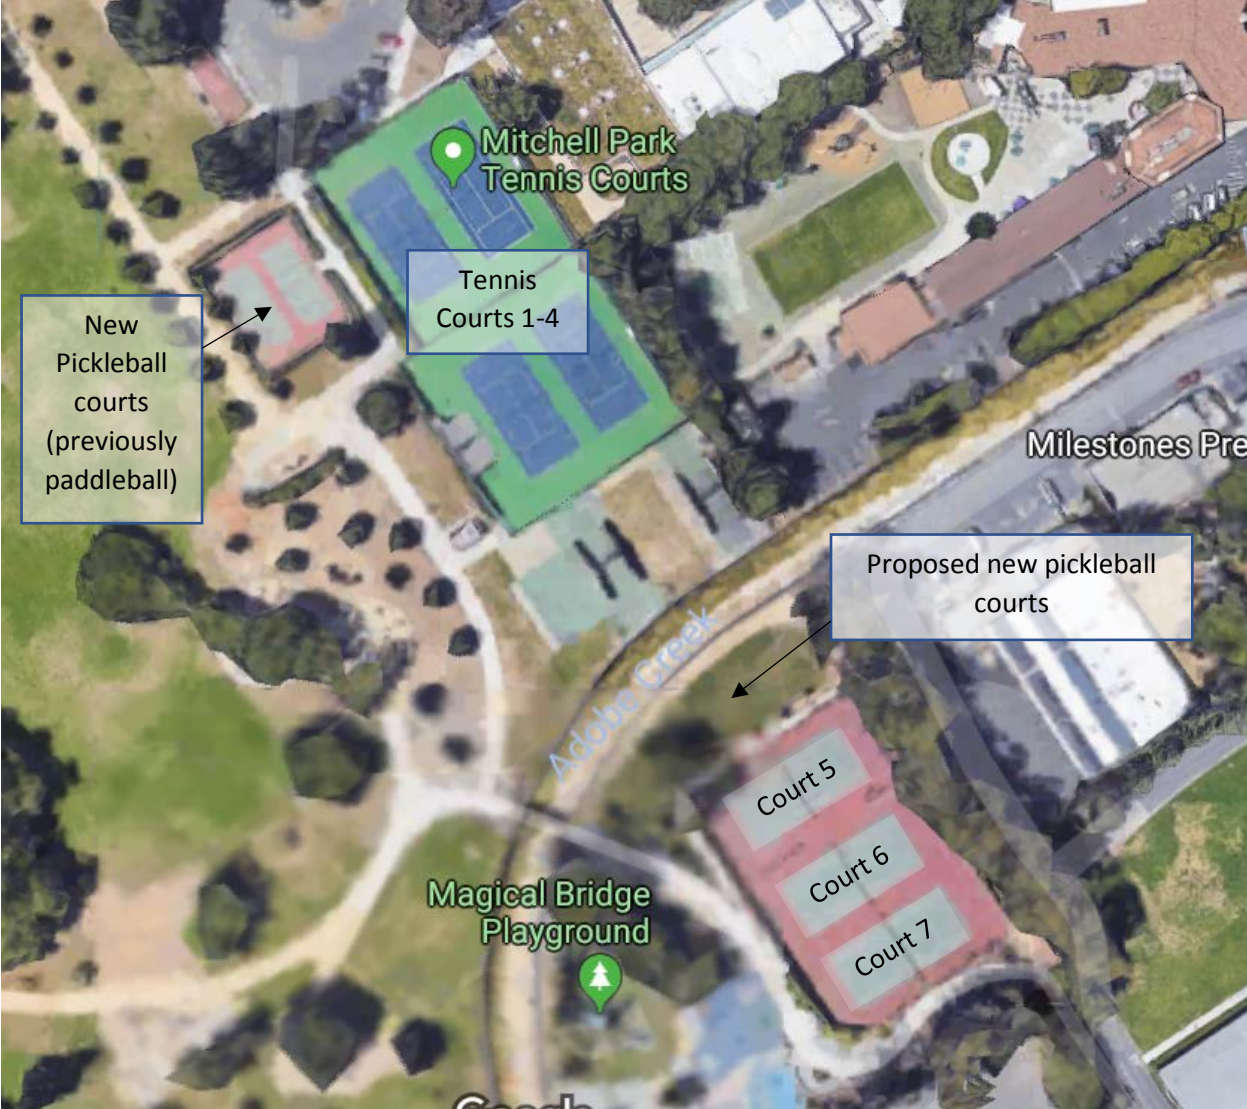 Mitchell Park
Tennis Courts
Tennis
Courts 1-4
New
Pickleball
courts
(previously
paddleball)
Milestones Pre
Proposed new pickleball
courts
Adobe Creek
Court 5
Court 6
Court 7
Magical Bridge
Playground
Google